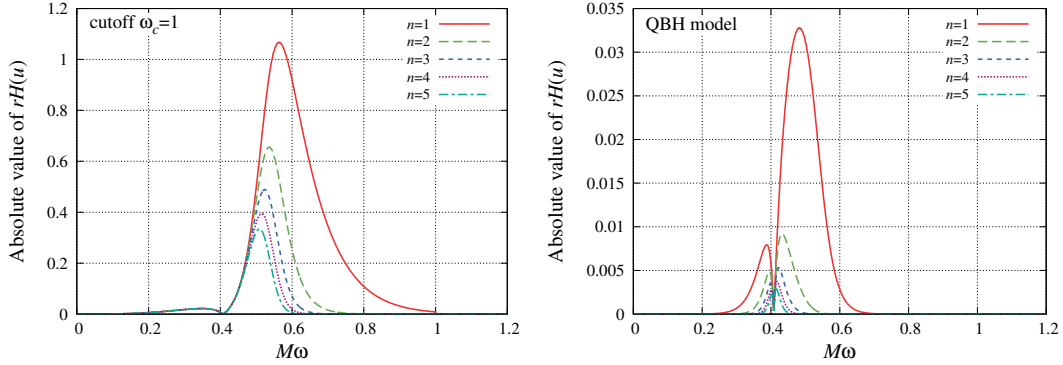 cutoff ω_c=1
n=1
n=2
n=3
n=4
n=5
Absolute value of rH(u)
1.2
1
0.8
0.6
0.4
0.2
0
0 0.2 0.4 0.6 0.8 1 1.2
Mω
QBH model
n=1
n=2
n=3
n=4
n=5
Absolute value of rH(u)
0.035
0.03
0.025
0.02
0.015
0.01
0.005
0
0 0.2 0.4 0.6 0.8 1 1.2
Mω